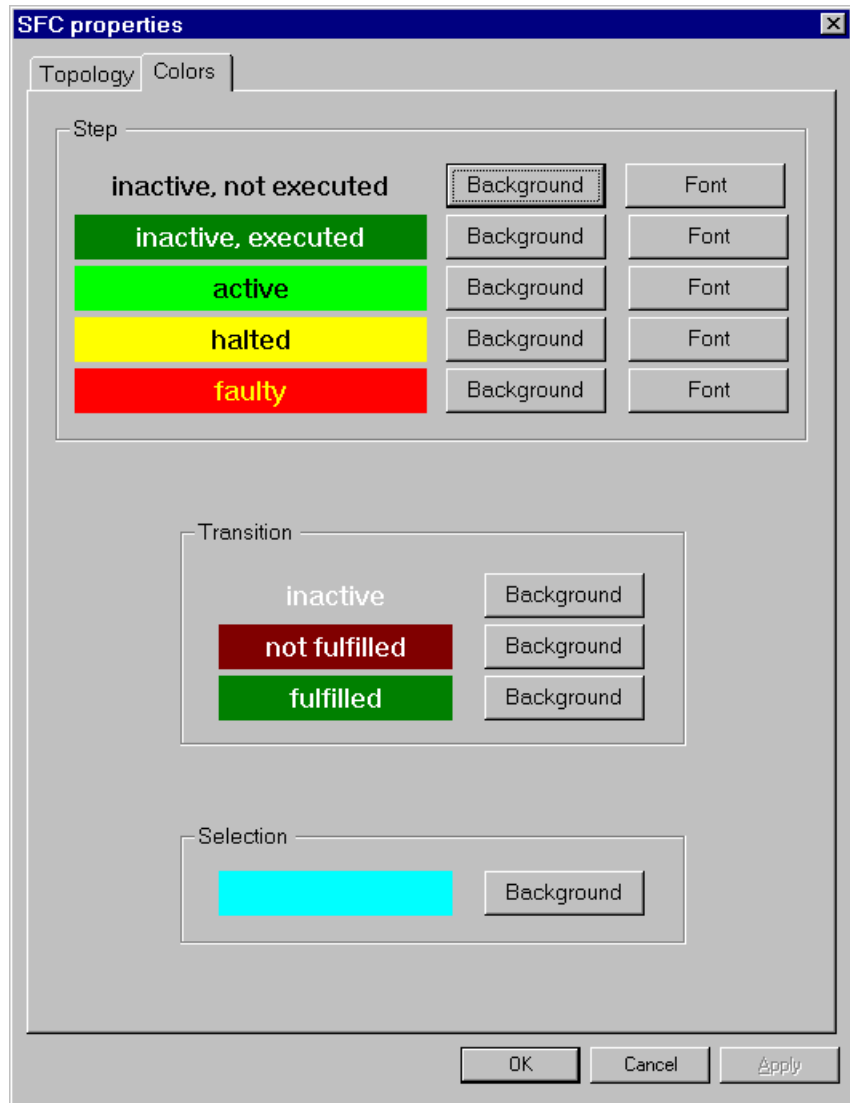 SFC properties
Topology Colors
Step
inactive, not executed Background Font
inactive, executed Background Font
active Background Font
halted Background Font
faulty Background Font
Transition
inactive Background
not fulfilled Background
fulfilled Background
Selection
Background
OK Cancel Apply